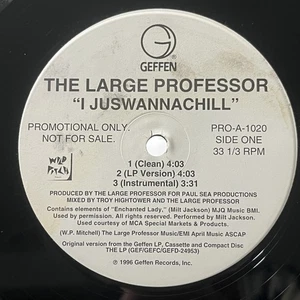 G
GEFFEN
THE LARGE PROFESSOR
"I JUSWANNACHILL"
PROMOTIONAL ONLY.
NOT FOR SALE.
PRO-A-1020
SIDE ONE
33 1/3 RPM
WILD PITCH
1 (Clean) 4:03
2 (LP Version) 4:03
3 (Instrumental) 3:31
PRODUCED BY THE LARGE PROFESSOR FOR PAUL SEA PRODUCTIONS
MIXED BY TROY HIGHTOWER AND THE LARGE PROFESSOR
Contains elements of "Enchanted Lady," (Milt Jackson) MJQ Music BMI.
Used by permission. All rights reserved. Performed by Milt Jackson.
Used courtesy of MCA Special Markets & Products.
(W.P. Mitchell) The Large Professor Music/EMI April Music ASCAP
Original version from the Geffen LP, Cassette and Compact Disc
THE LP (GEF/GEFC/GEFD-24953)
℗ 1996 Geffen Records, Inc.